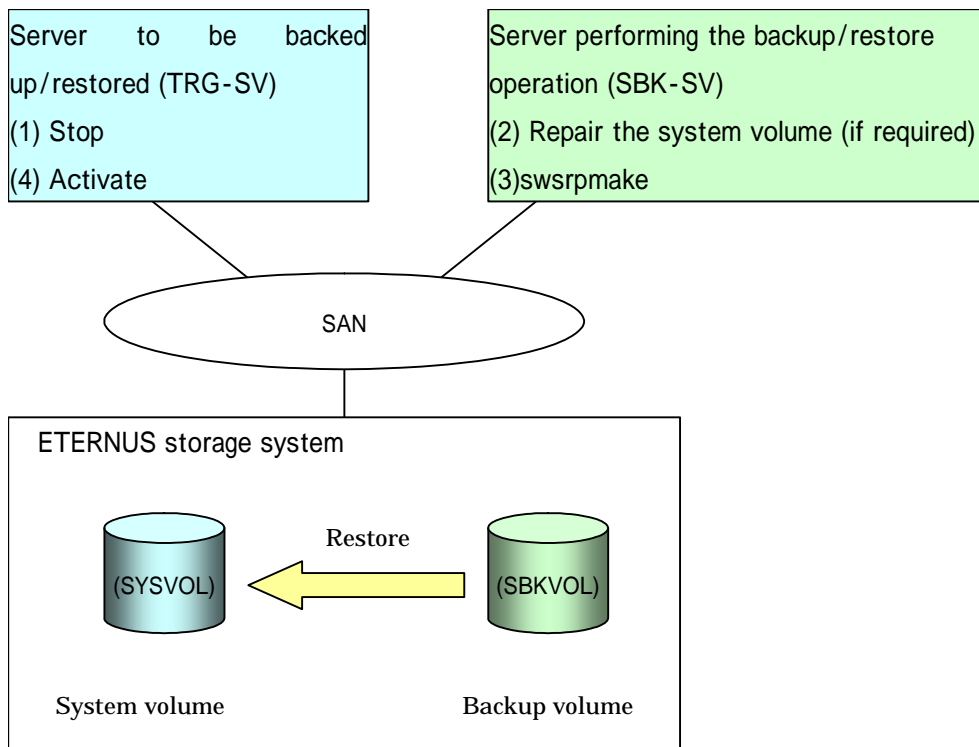 Server to be backed
up/restored (TRG-SV)
(1) Stop
(4) Activate
Server performing the backup/restore
operation (SBK-SV)
(2) Repair the system volume (if required)
(3)swsrpmake
SAN
ETERNUS storage system
Restore
(SYSVOL)
(SBKVOL)
System volume
Backup volume